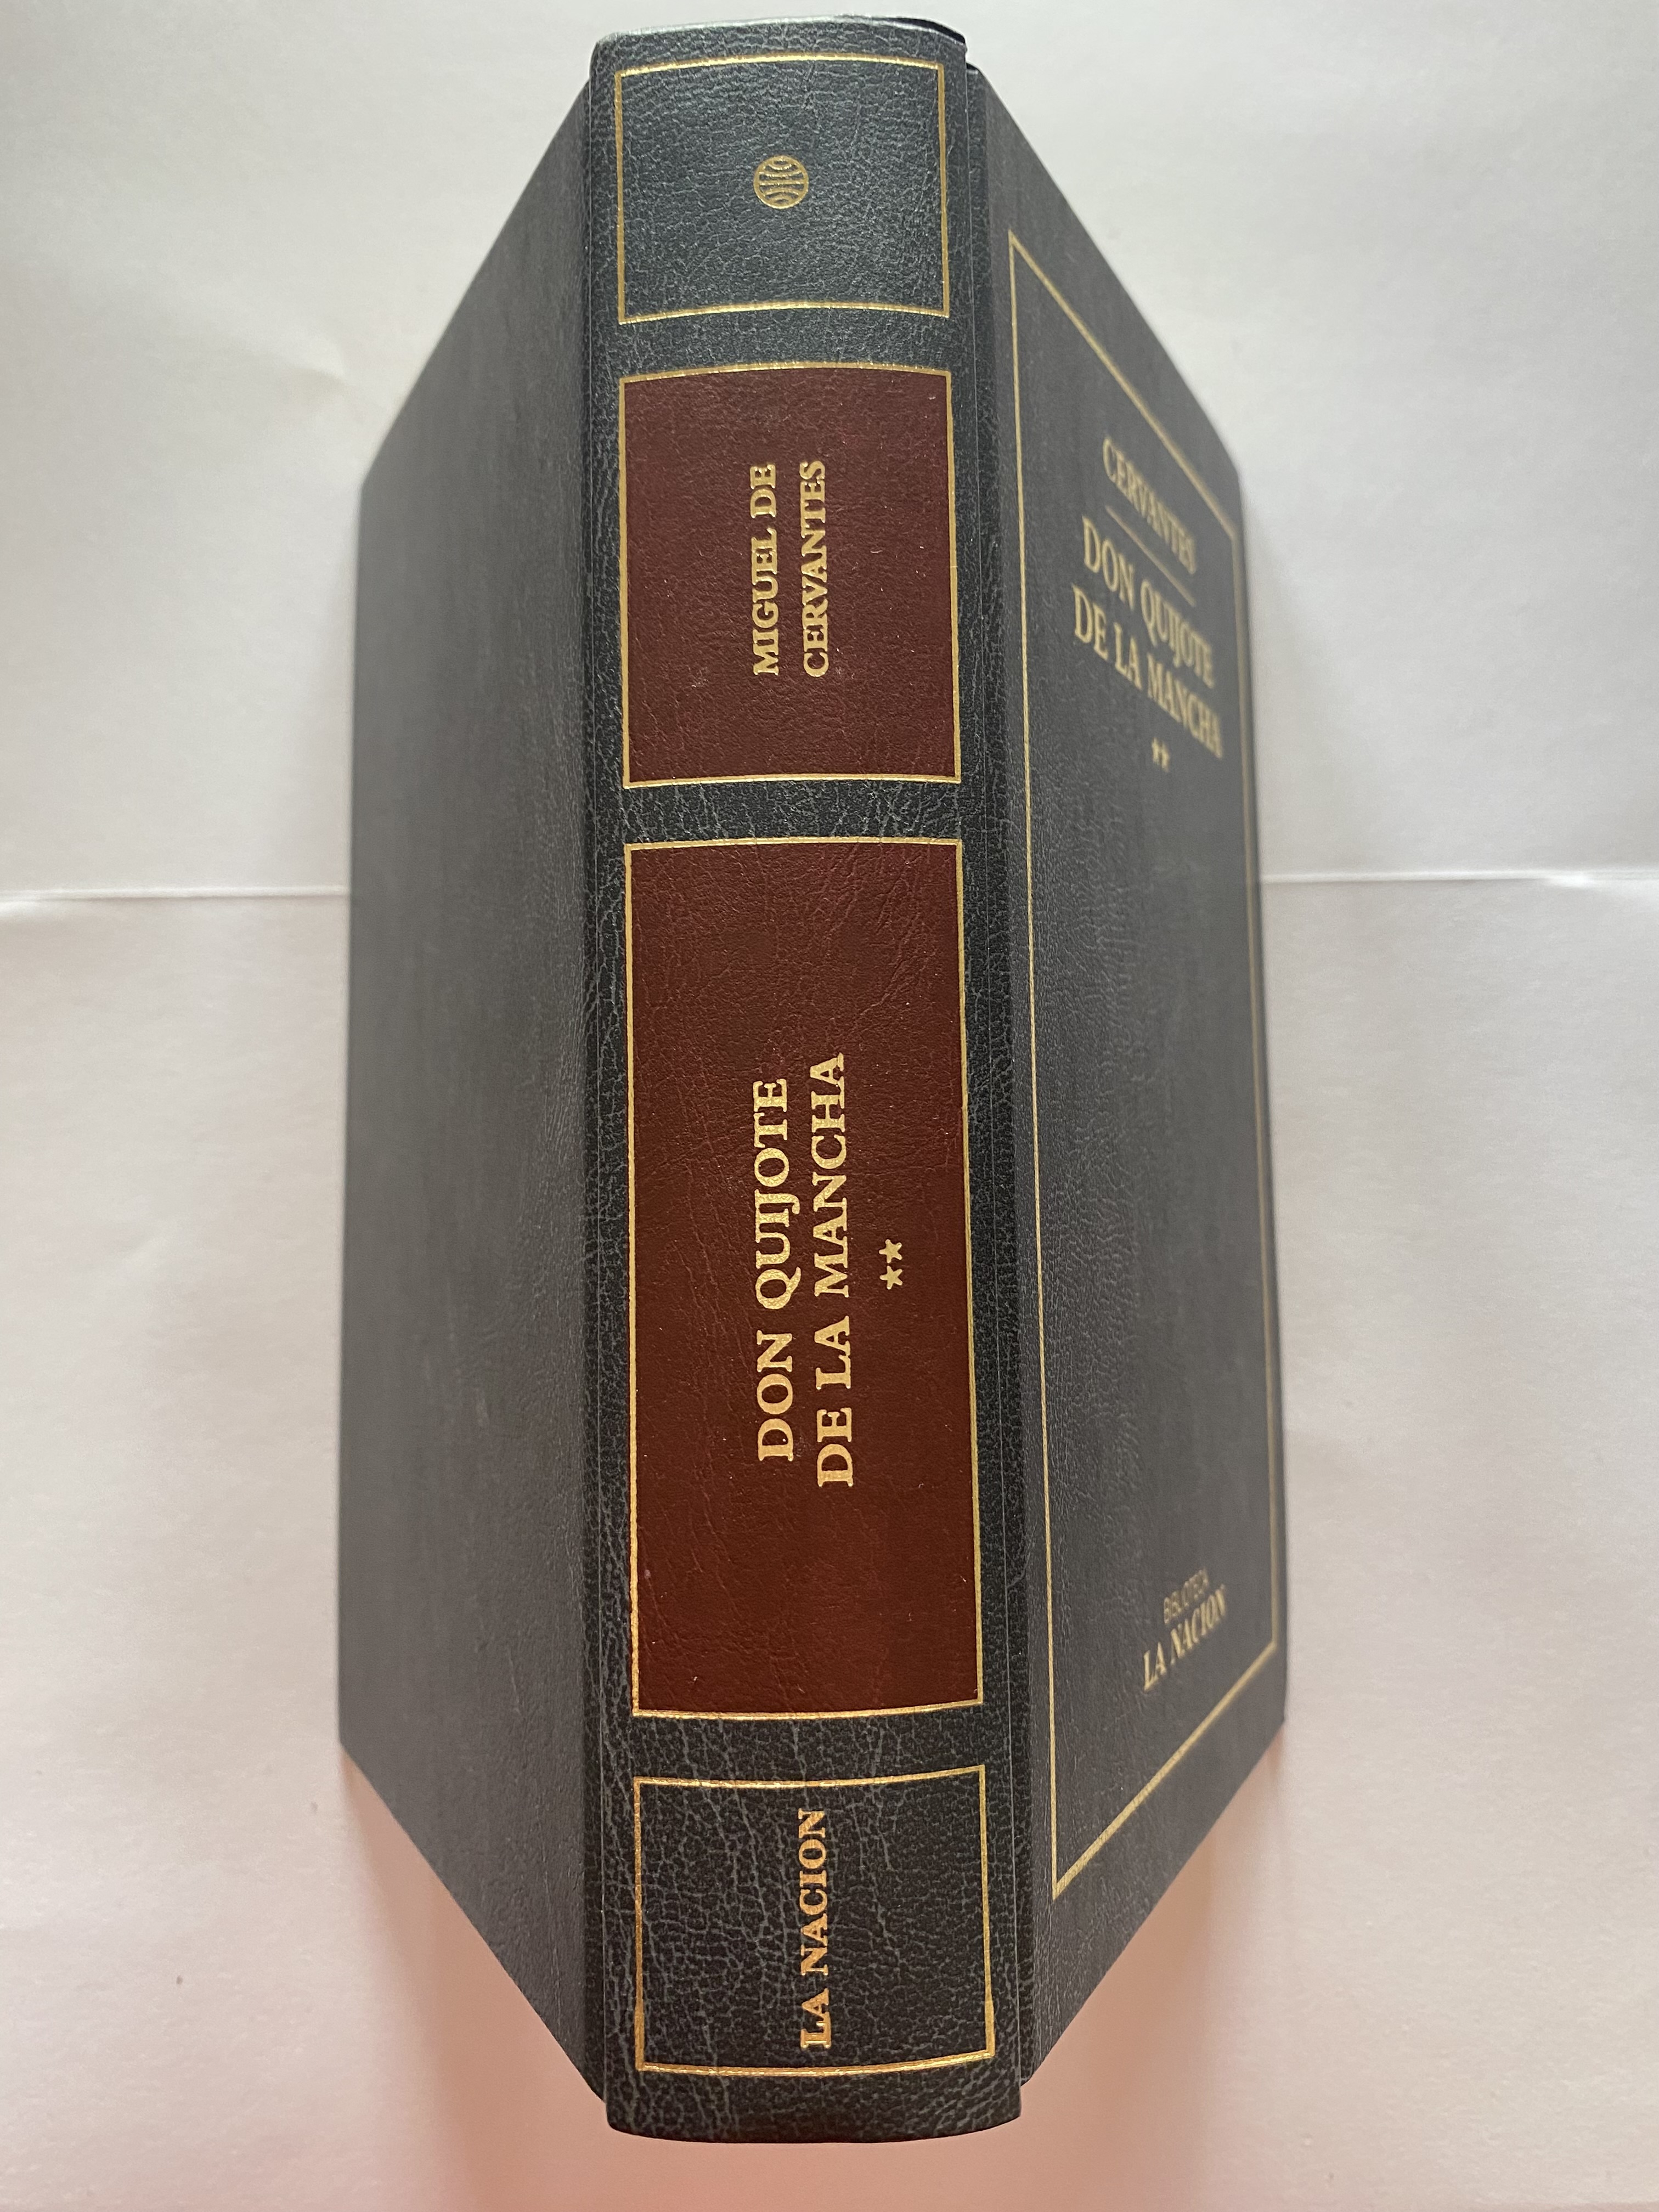 MIGUEL DE
CERVANTES
DON QUIJOTE
DE LA MANCHA
**
LA NACION
CERVANTES
DON QUIJOTE
DE LA MANCHA
**
BIBLIOTECA
LA NACION